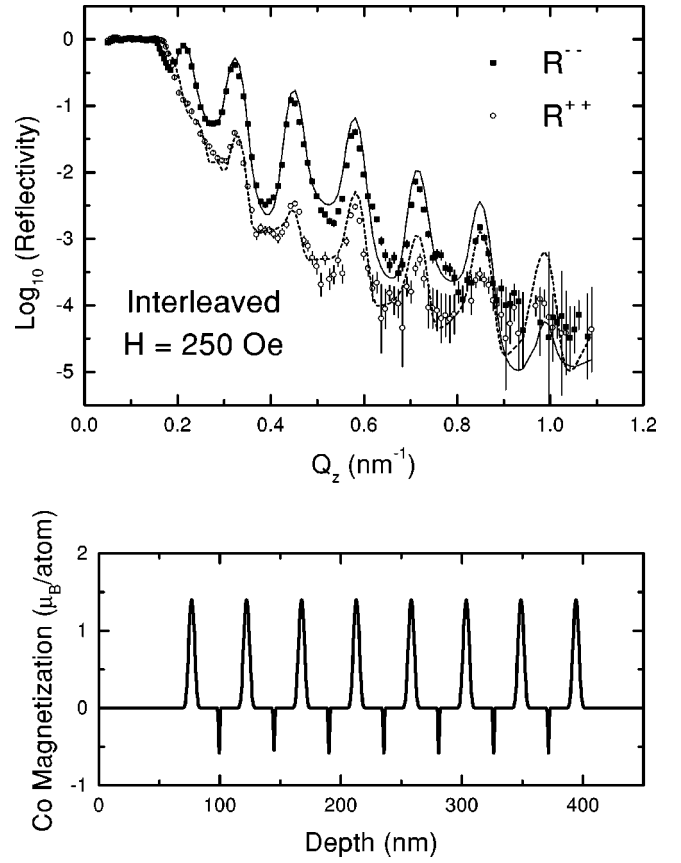 0
-1
-2
-3
-4
-5
Log₁₀ (Reflectivity)
R⁻⁻
R⁺⁺
Interleaved
H = 250 Oe
0.0 0.2 0.4 0.6 0.8 1.0 1.2
Q_z (nm⁻¹)
2
1
0
-1
Co Magnetization (μ_B/atom)
0 100 200 300 400
Depth (nm)